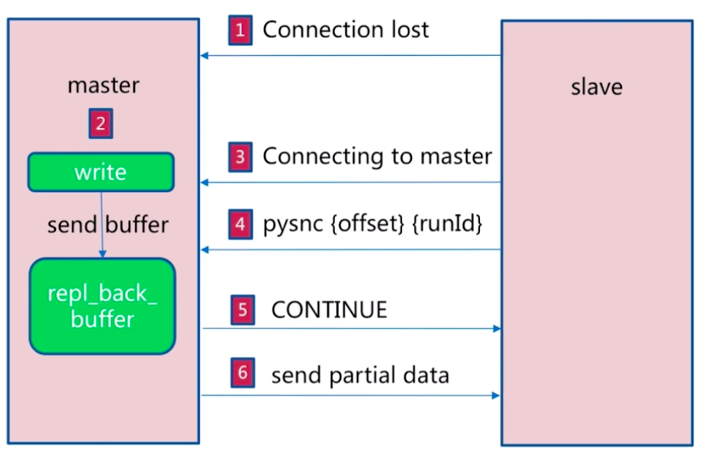 1 Connection lost
master
slave
2
write
3 Connecting to master
send buffer
4 pysnc {offset} {runId}
repl_back_
buffer
5 CONTINUE
6 send partial data